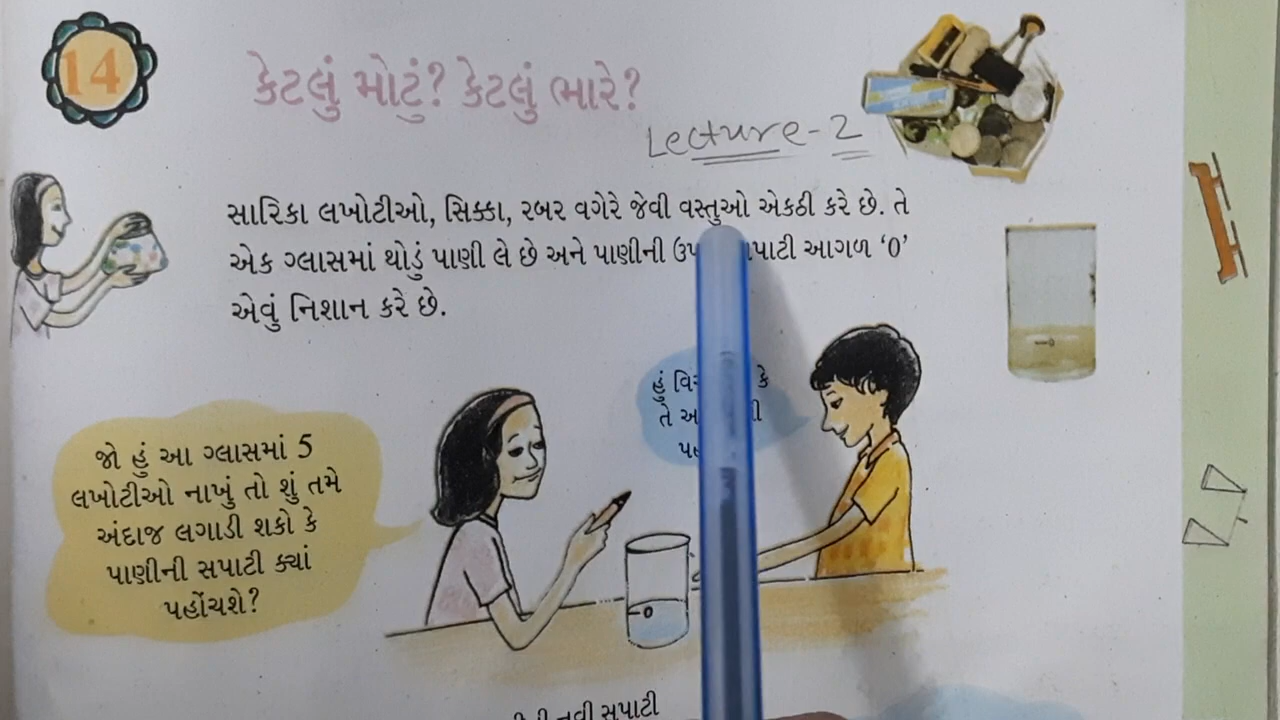 14
કેટલું મોટું? કેટલું ભારે?
Lecture-2
સારિકા લખોટીઓ, સિક્કા, રબર વગેરે જેવી વસ્તુઓ એકઠી કરે છે. તે
એક ગ્લાસમાં થોડું પાણી લે છે અને પાણીની આગળ ‘0’
એવું નિશાન કરે છે.
હું કે
તે
જો હું આ ગ્લાસમાં 5
લખોટીઓ નાખું તો શું તમે
અંદાજ લગાડી શકો કે
પાણીની સપાટી ક્યાં
પહોંચશે?
0
0
નવી સપાટી